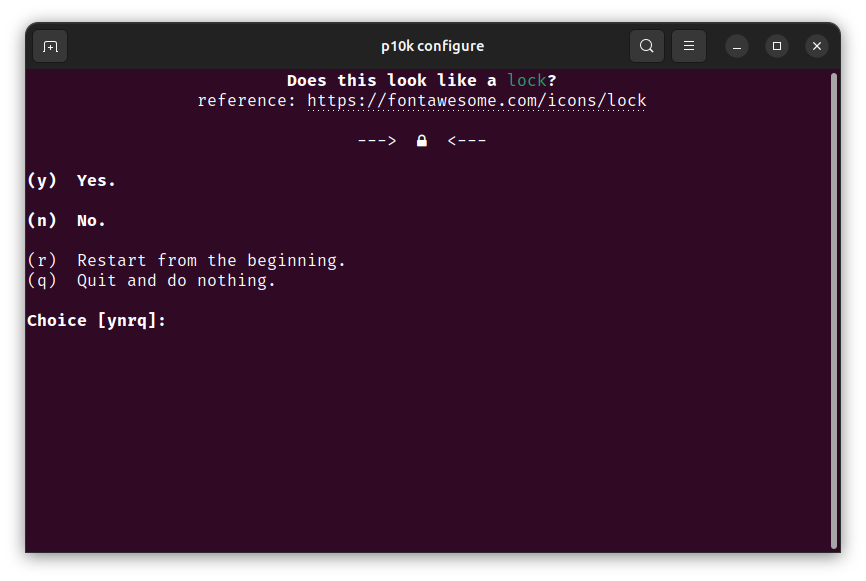 p10k configure
Does this look like a lock?
reference: https://fontawesome.com/icons/lock
--->  🔒  <---
(y)  Yes.
(n)  No.
(r)  Restart from the beginning.
(q)  Quit and do nothing.
Choice [ynrq]: